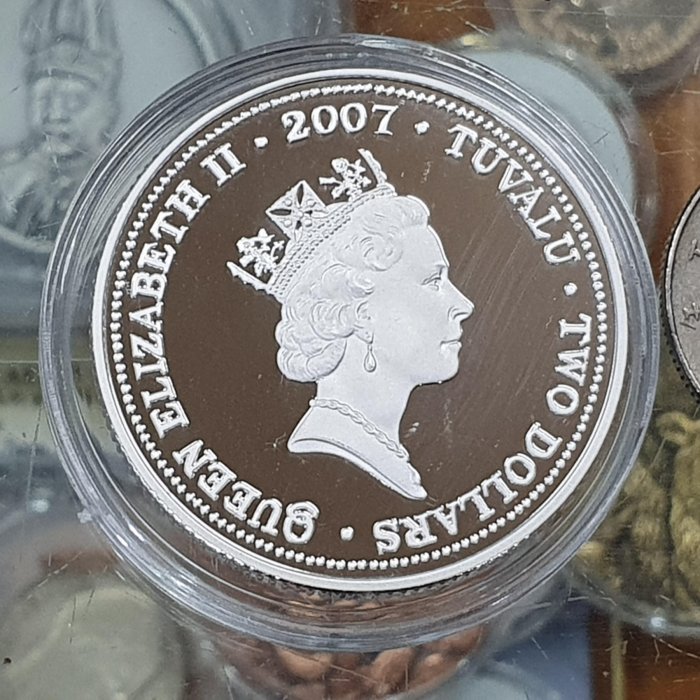 QUEEN ELIZABETH II · 2007 · TUVALU · TWO DOLLARS ·